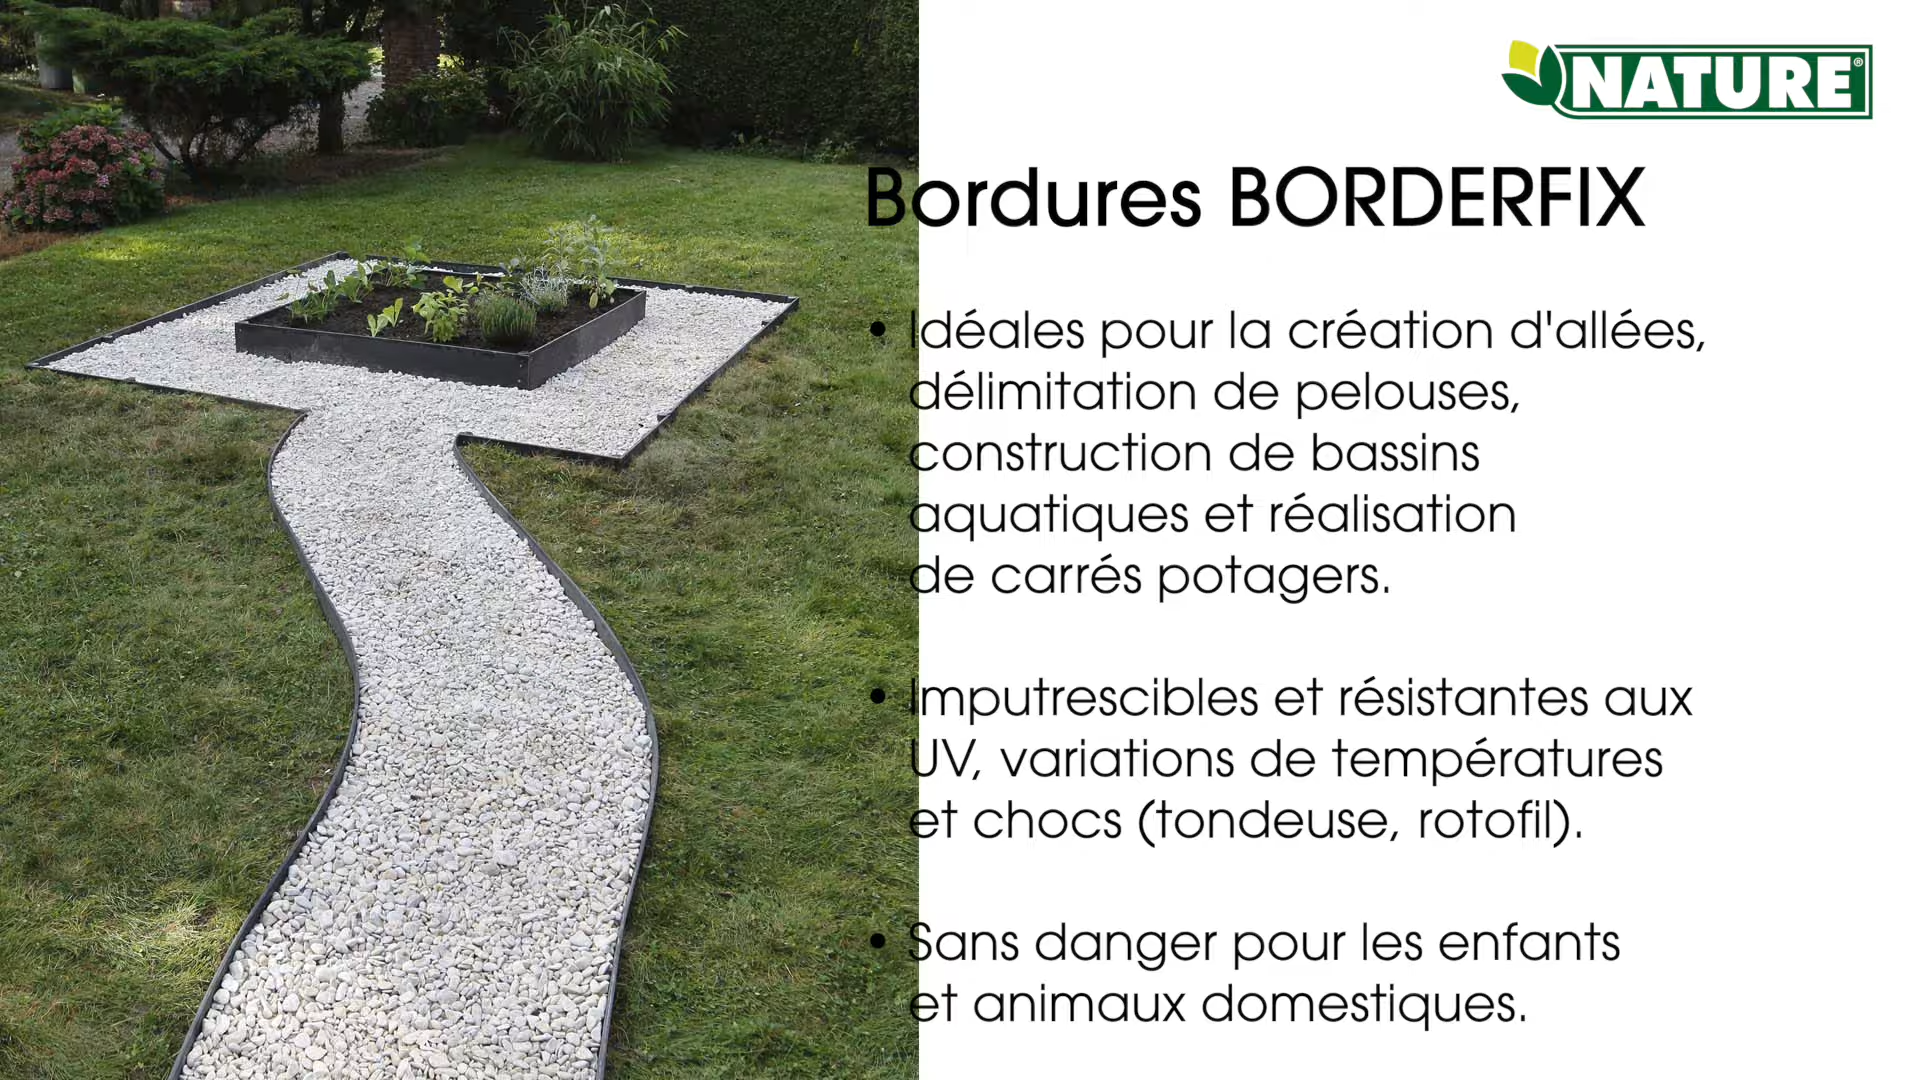 NATURE®
Bordures BORDERFIX
• Idéales pour la création d'allées,
délimitation de pelouses,
construction de bassins
aquatiques et réalisation
de carrés potagers.
• Imputrescibles et résistantes aux
UV, variations de températures
et chocs (tondeuse, rotofil).
• Sans danger pour les enfants
et animaux domestiques.